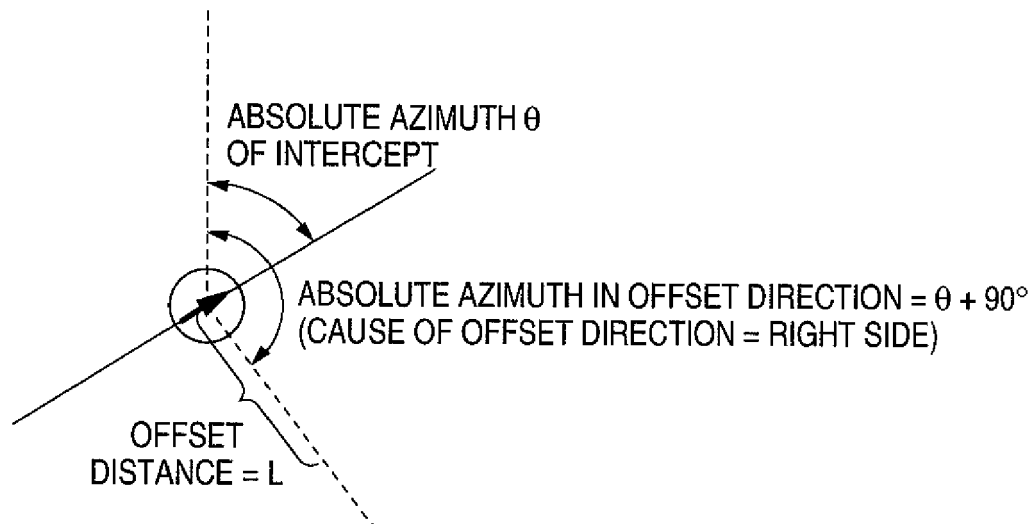 ABSOLUTE AZIMUTH θ
OF INTERCEPT
ABSOLUTE AZIMUTH IN OFFSET DIRECTION = θ + 90°
(CAUSE OF OFFSET DIRECTION = RIGHT SIDE)
OFFSET
DISTANCE = L